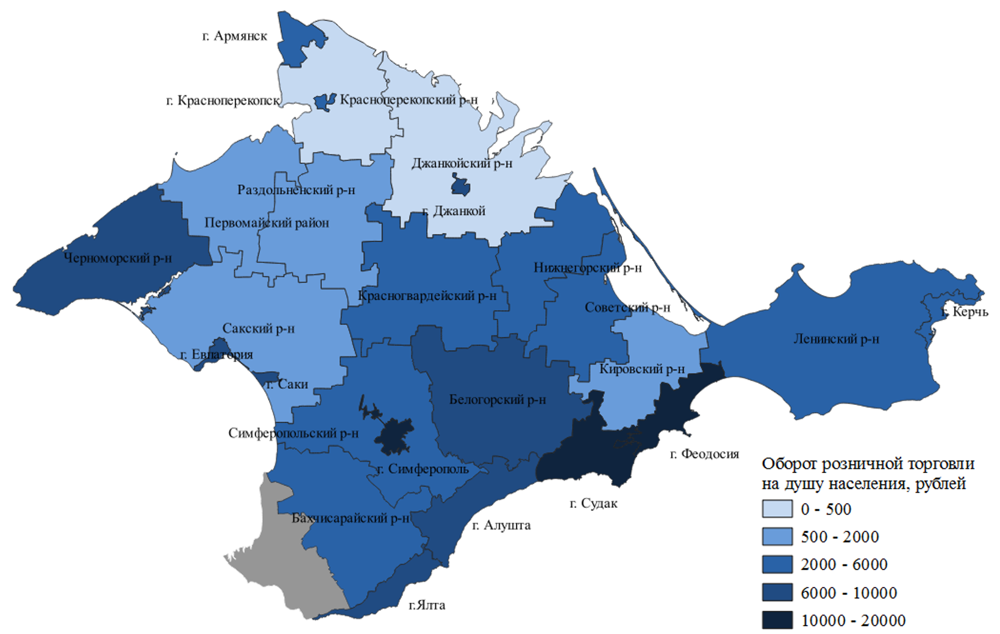 г. Армянск
г. Красноперекопск
Красноперекопский р-н
Джанкойский р-н
Раздольненский р-н
г. Джанкой
Первомайский район
Черноморский р-н
Нижнегорский р-н
Красногвардейский р-н
Советский р-н
г. Керчь
Сакский р-н
Ленинский р-н
г. Евпатория
Кировский р-н
г. Саки
Белогорский р-н
Симферопольский р-н
г. Феодосия
г. Симферополь
г. Судак
Бахчисарайский р-н
г. Алушта
г.Ялта
Оборот розничной торговли
на душу населения, рублей
0 - 500
500 - 2000
2000 - 6000
6000 - 10000
10000 - 20000